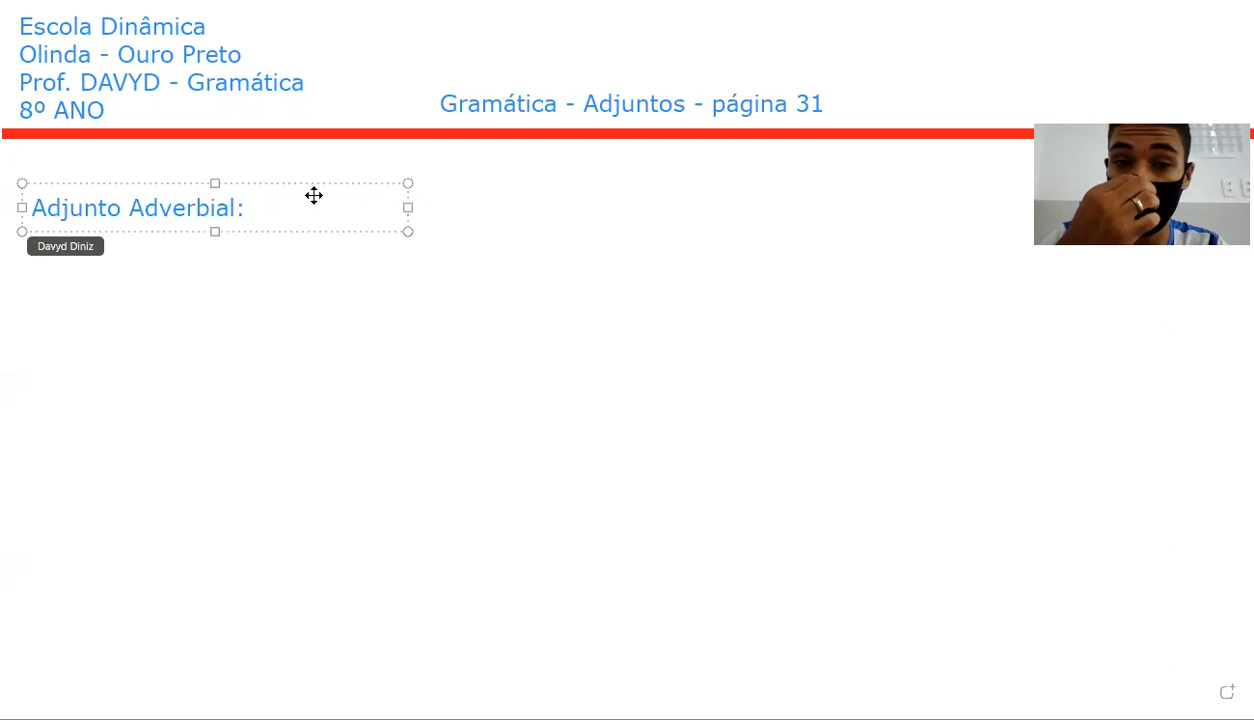 Escola Dinâmica
Olinda - Ouro Preto
Prof. DAVYD - Gramática
8º ANO
Gramática - Adjuntos - página 31
Adjunto Adverbial:
Davyd Diniz